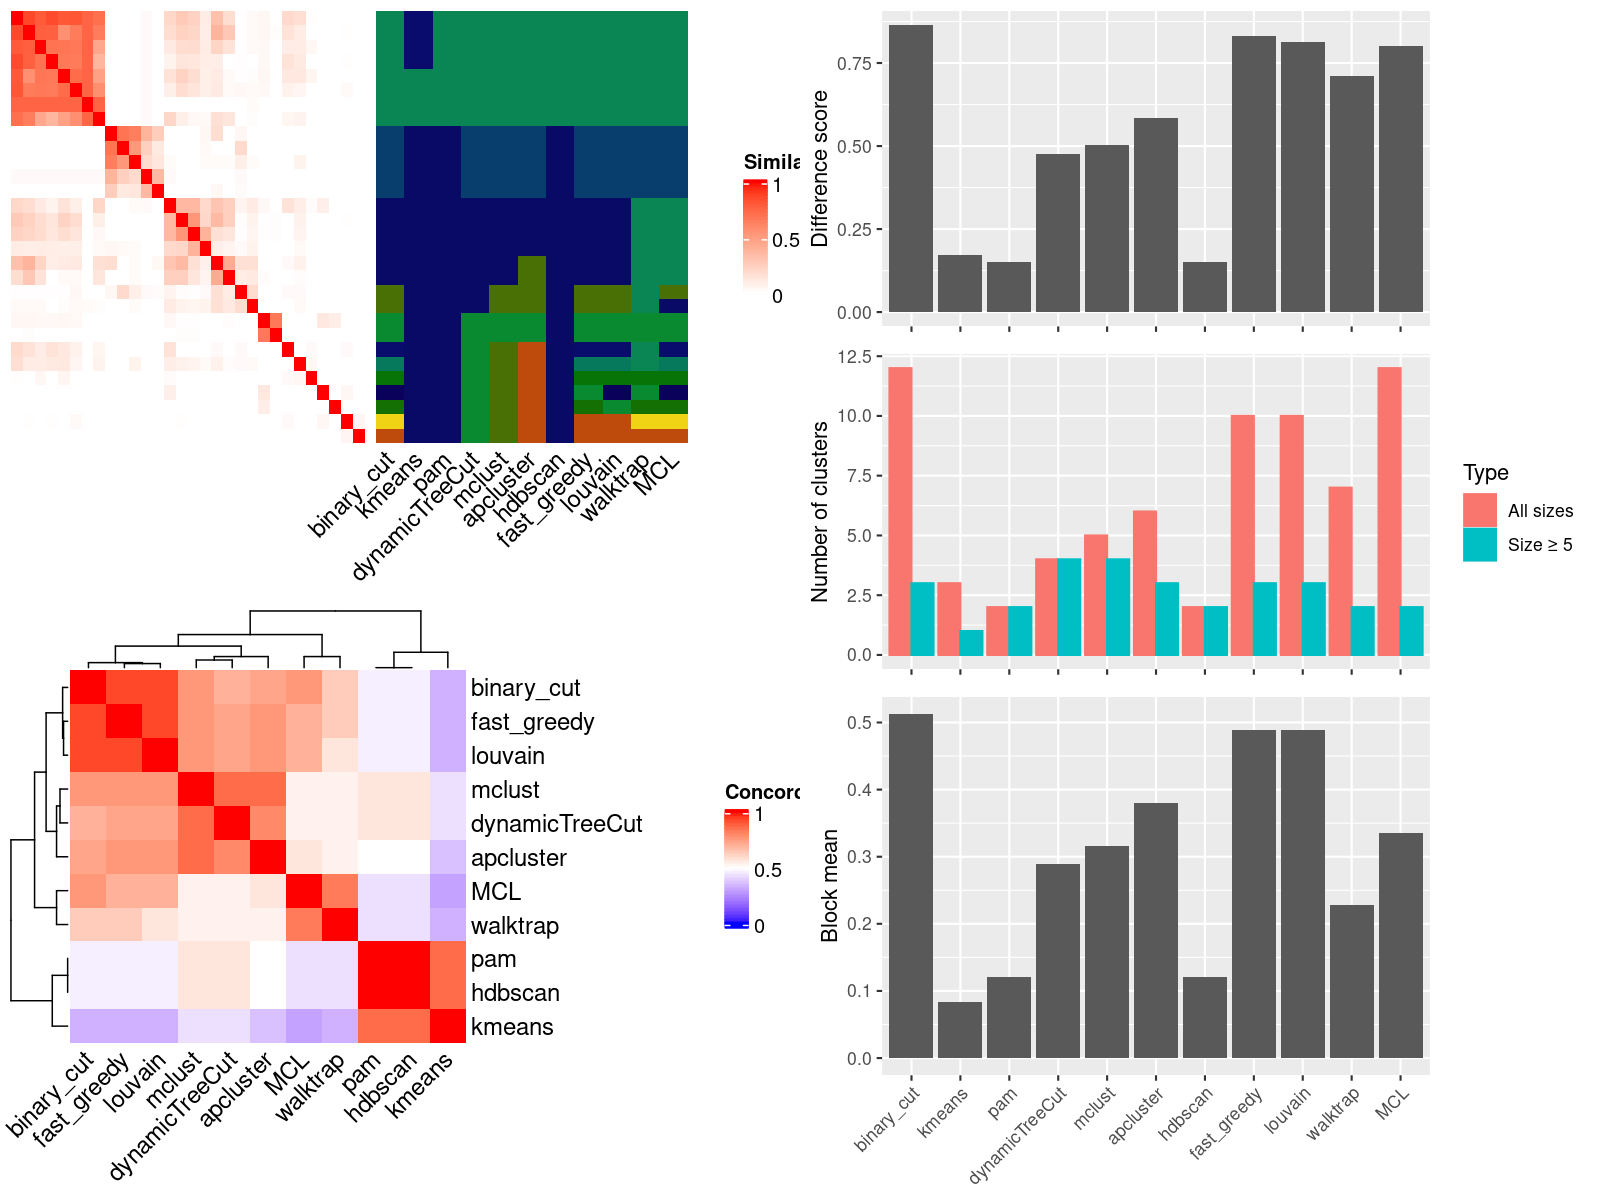 Simila
1
0.5
0
binary_cut
kmeans
pam
dynamicTreeCut
mclust
apcluster
hdbscan
fast_greedy
louvain
walktrap
MCL
binary_cut
fast_greedy
louvain
mclust
dynamicTreeCut
apcluster
MCL
walktrap
pam
hdbscan
kmeans
Concord
1
0.5
0
binary_cut
fast_greedy
louvain
mclust
dynamicTreeCut
apcluster
MCL
walktrap
pam
hdbscan
kmeans
Difference score
0.75
0.50
0.25
0.00
Number of clusters
12.5
10.0
7.5
5.0
2.5
0.0
Type
All sizes
Size ≥ 5
Block mean
0.5
0.4
0.3
0.2
0.1
0.0
binary_cut
kmeans
pam
dynamicTreeCut
mclust
apcluster
hdbscan
fast_greedy
louvain
walktrap
MCL